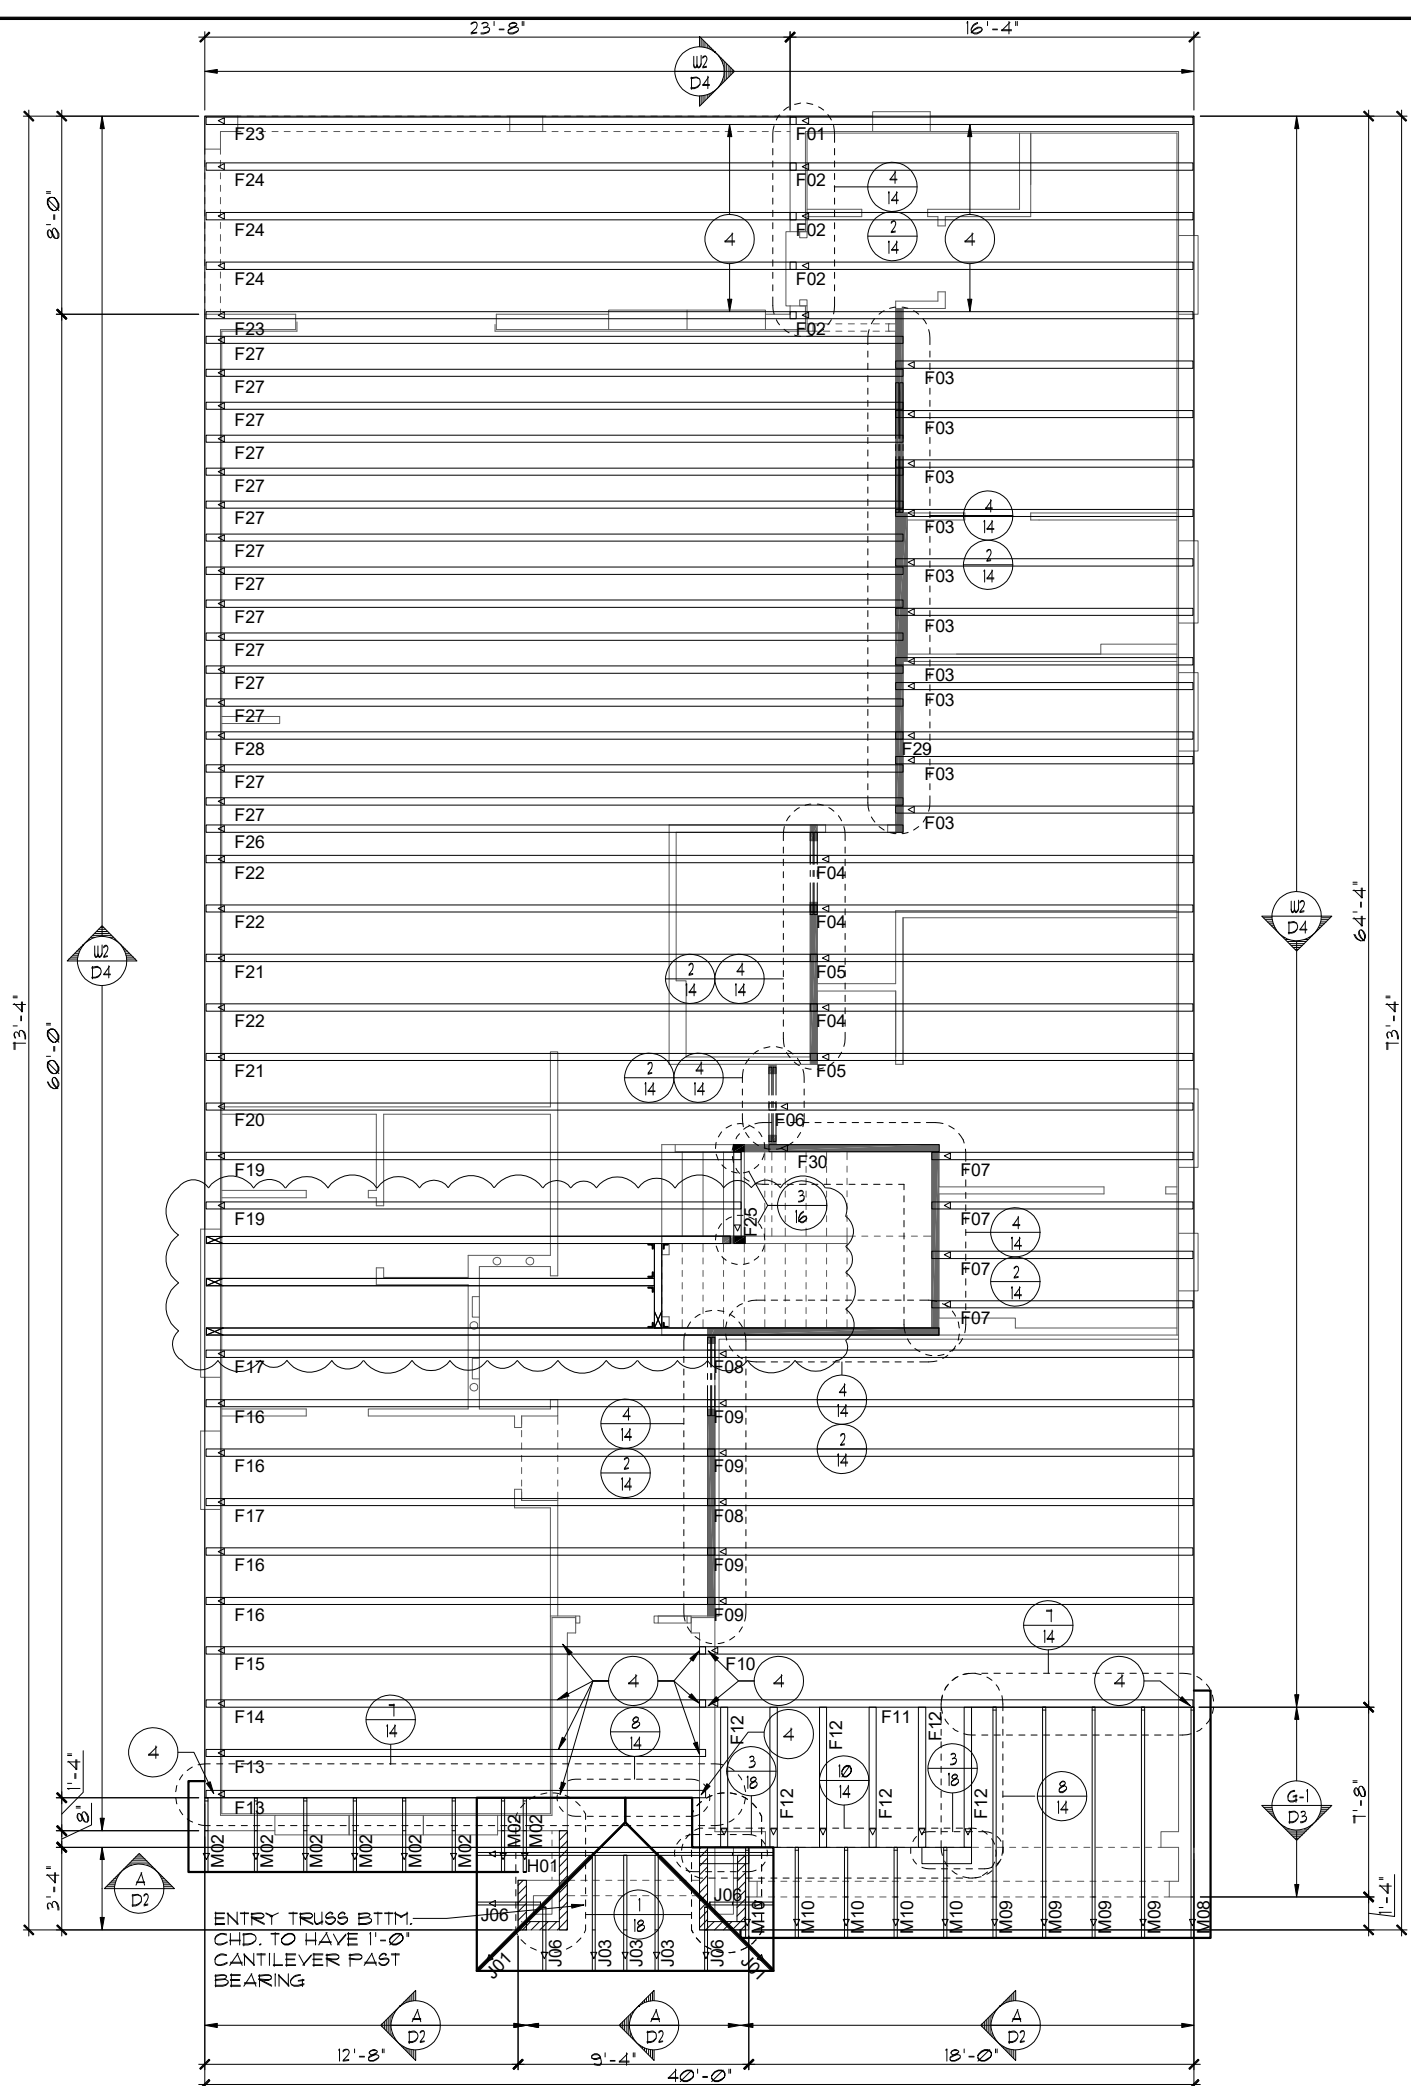 23'-8"
16'-4"
W2
D4
F23
F01
F24
F02
4
14
8'-0"
F24
F02
2
14
4
4
F24
F02
F23
F02
F27
F03
F27
F27
F03
F27
F03
F27
F27
F03
4
14
F27
F03
2
14
F27
F27
F03
F27
F03
F27
F03
F27
F28
F29
F27
F03
F27
F03
F26
F22
F04
W2
D4
64'-4"
F22
F04
W2
D4
F21
F05
2
14
4
14
73'-4"
60'-0"
F22
F04
73'-4"
F21
F05
2
14
4
14
F20
F06
F19
F30
F07
3
16
F19
F25
F07
4
14
F07
2
14
F07
F17
F08
4
14
F16
F09
4
14
2
14
F16
F09
2
14
F17
F08
F16
F09
F16
F09
7
14
F15
F10
4
4
4
F14
7
14
8
14
F12
F12
F11
F12
4
4
F13
3
18
10
14
3
18
8
14
1'-4"
F13
F12
F12
F12
G-1
D3
7'-8"
8"
M02
M02
M02
M02
M02
M02
M02
M02
H01
3'-4"
A
D2
J06
J06
1
18
M10
M10
M10
M10
M10
M09
M09
M09
M09
M08
1'-4"
ENTRY TRUSS BTTM.
CHD. TO HAVE 1'-0"
CANTILEVER PAST
BEARING
J01
J06
J03
J03
J03
J06
J01
A
D2
A
D2
A
D2
12'-8"
9'-4"
18'-0"
40'-0"